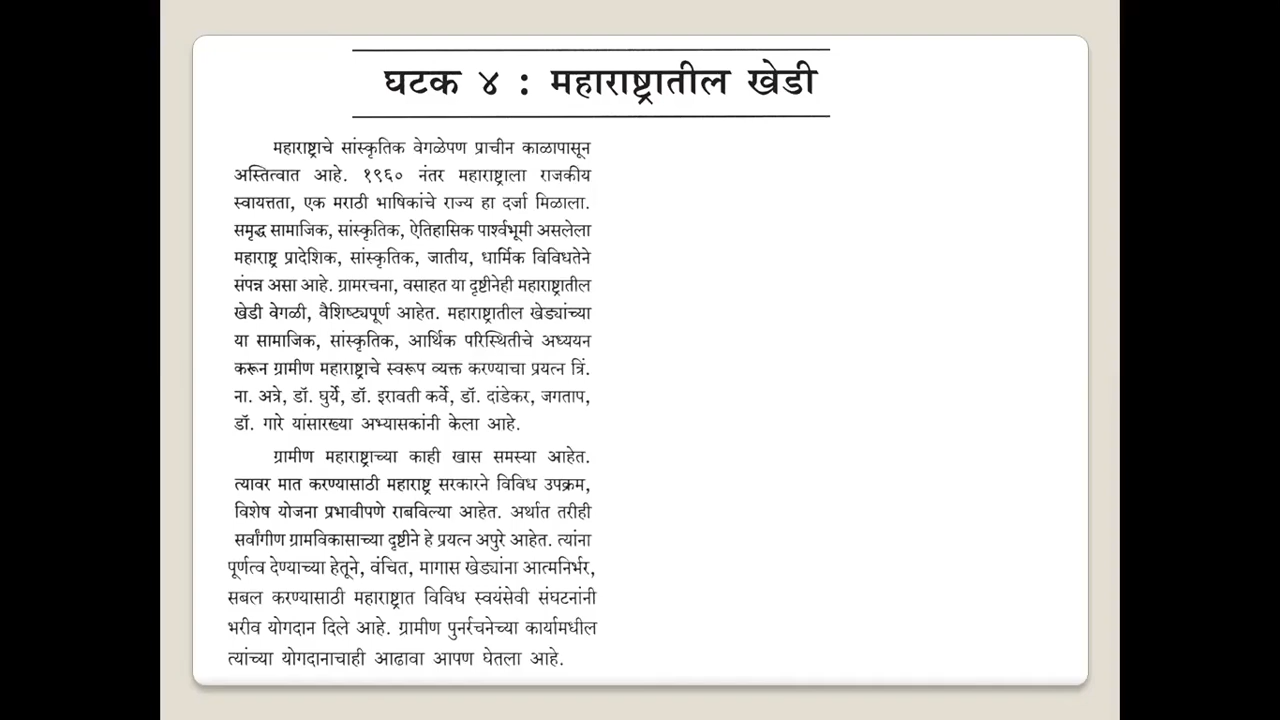 घटक ४ : महाराष्ट्रातील खेडी
महाराष्ट्राचे सांस्कृतिक वेगळेपण प्राचीन काळापासून
अस्तित्वात आहे. १९६० नंतर महाराष्ट्राला राजकीय
स्वायत्तता, एक मराठी भाषिकांचे राज्य हा दर्जा मिळाला.
समृद्ध सामाजिक, सांस्कृतिक, ऐतिहासिक पार्श्वभूमी असलेला
महाराष्ट्र प्रादेशिक, सांस्कृतिक, जातीय, धार्मिक विविधतेने
संपन्न असा आहे. ग्रामरचना, वसाहत या दृष्टीनेही महाराष्ट्रातील
खेडी वेगळी, वैशिष्ट्यपूर्ण आहेत. महाराष्ट्रातील खेड्यांच्या
या सामाजिक, सांस्कृतिक, आर्थिक परिस्थितीचे अध्ययन
करून ग्रामीण महाराष्ट्राचे स्वरूप व्यक्त करण्याचा प्रयत्न त्रिं.
ना. अत्रे, डॉ. घुर्ये, डॉ. इरावती कर्वे, डॉ. दांडेकर, जगताप,
डॉ. गारे यांसारख्या अभ्यासकांनी केला आहे.
ग्रामीण महाराष्ट्राच्या काही खास समस्या आहेत.
त्यावर मात करण्यासाठी महाराष्ट्र सरकारने विविध उपक्रम,
विशेष योजना प्रभावीपणे राबविल्या आहेत. अर्थात तरीही
सर्वांगीण ग्रामविकासाच्या दृष्टीने हे प्रयत्न अपुरे आहेत. त्यांना
पूर्णत्व देण्याच्या हेतूने, वंचित, मागास खेड्यांना आत्मनिर्भर,
सबल करण्यासाठी महाराष्ट्रात विविध स्वयंसेवी संघटनांनी
भरीव योगदान दिले आहे. ग्रामीण पुनर्रचनेच्या कार्यामधील
त्यांच्या योगदानाचाही आढावा आपण घेतला आहे.